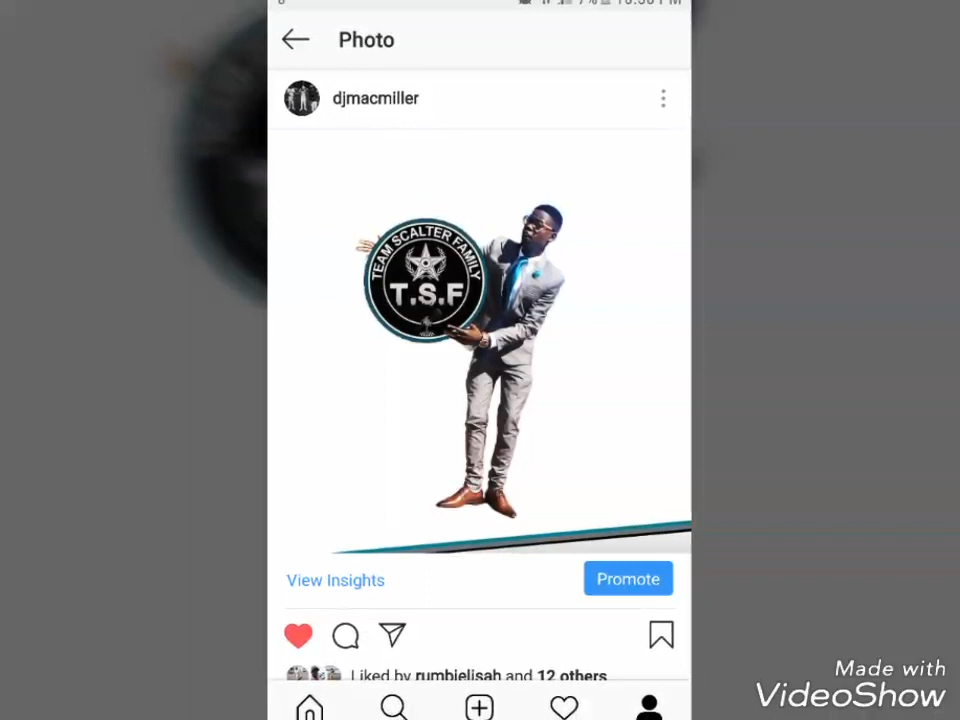 Photo
djmacmiller
TEAM SCALTER FAMILY
T.S.F
View Insights
Promote
Liked by rumbielisah and 12 others
Made with
VideoShow